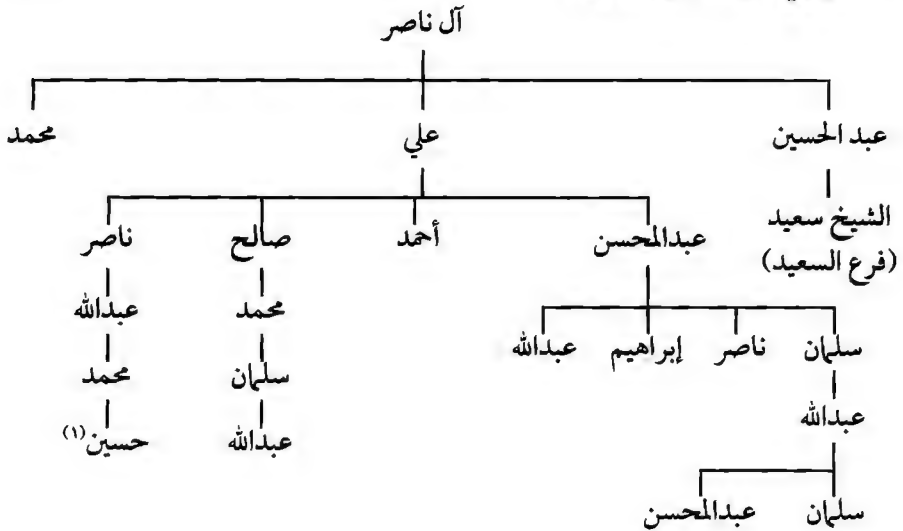 آل ناصر
عبد الحسين علي محمد
الشيخ سعيد
(فرع السعيد)
عبدالمحسن أحمد صالح ناصر
سلمان ناصر إبراهيم عبدالله محمد عبدالله
عبدالله سلمان محمد
سلمان عبدالمحسن عبدالله حسين(١)